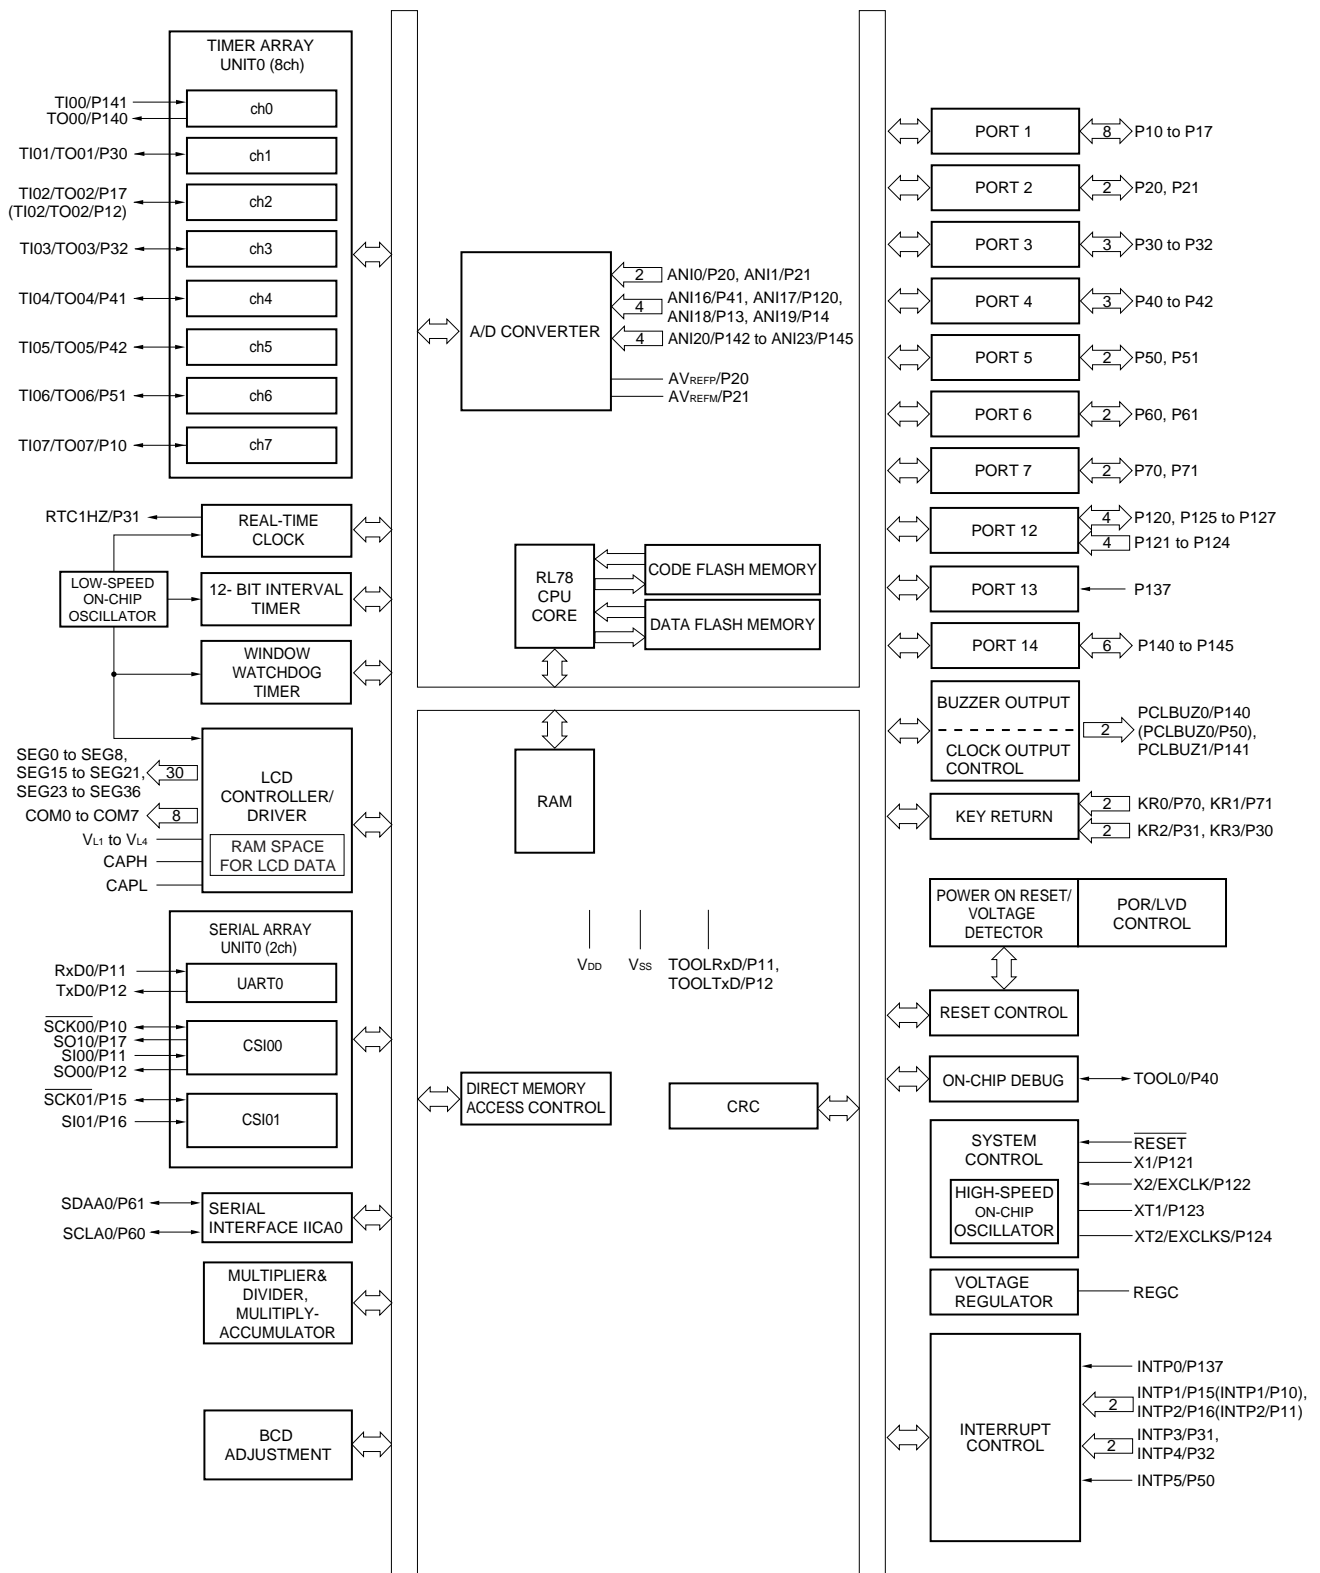 TIMER ARRAY
UNIT0 (8ch)
TI00/P141
TO00/P140
ch0
TI01/TO01/P30
ch1
TI02/TO02/P17
(TI02/TO02/P12)
ch2
TI03/TO03/P32
ch3
TI04/TO04/P41
ch4
TI05/TO05/P42
ch5
TI06/TO06/P51
ch6
TI07/TO07/P10
ch7
RTC1HZ/P31
REAL-TIME
CLOCK
LOW-SPEED
ON-CHIP
OSCILLATOR
12- BIT INTERVAL
TIMER
WINDOW
WATCHDOG
TIMER
SEG0 to SEG8,
SEG15 to SEG21,
SEG23 to SEG36
30
COM0 to COM7
8
VL1 to VL4
CAPH
CAPL
LCD
CONTROLLER/
DRIVER
RAM SPACE
FOR LCD DATA
SERIAL ARRAY
UNIT0 (2ch)
RxD0/P11
TxD0/P12
UART0
SCK00/P10
SO10/P17
SI00/P11
SO00/P12
CSI00
SCK01/P15
SI01/P16
CSI01
SDAA0/P61
SCLA0/P60
SERIAL
INTERFACE IICA0
MULTIPLIER&
DIVIDER,
MULITIPLY-
ACCUMULATOR
BCD
ADJUSTMENT
A/D CONVERTER
2
ANI0/P20, ANI1/P21
4
ANI16/P41, ANI17/P120,
ANI18/P13, ANI19/P14
4
ANI20/P142 to ANI23/P145
AVREFP/P20
AVREFM/P21
RL78
CPU
CORE
CODE FLASH MEMORY
DATA FLASH MEMORY
RAM
VDD
VSS
TOOLRxD/P11,
TOOLTxD/P12
DIRECT MEMORY
ACCESS CONTROL
CRC
PORT 1
8
P10 to P17
PORT 2
2
P20, P21
PORT 3
3
P30 to P32
PORT 4
3
P40 to P42
PORT 5
2
P50, P51
PORT 6
2
P60, P61
PORT 7
2
P70, P71
PORT 12
4
P120, P125 to P127
4
P121 to P124
PORT 13
P137
PORT 14
6
P140 to P145
BUZZER OUTPUT
CLOCK OUTPUT
CONTROL
2
PCLBUZ0/P140
(PCLBUZ0/P50),
PCLBUZ1/P141
KEY RETURN
2
KR0/P70, KR1/P71
2
KR2/P31, KR3/P30
POWER ON RESET/
VOLTAGE
DETECTOR
POR/LVD
CONTROL
RESET CONTROL
ON-CHIP DEBUG
TOOL0/P40
SYSTEM
CONTROL
HIGH-SPEED
ON-CHIP
OSCILLATOR
RESET
X1/P121
X2/EXCLK/P122
XT1/P123
XT2/EXCLKS/P124
VOLTAGE
REGULATOR
REGC
INTERRUPT
CONTROL
INTP0/P137
2
INTP1/P15(INTP1/P10),
INTP2/P16(INTP2/P11)
2
INTP3/P31,
INTP4/P32
INTP5/P50